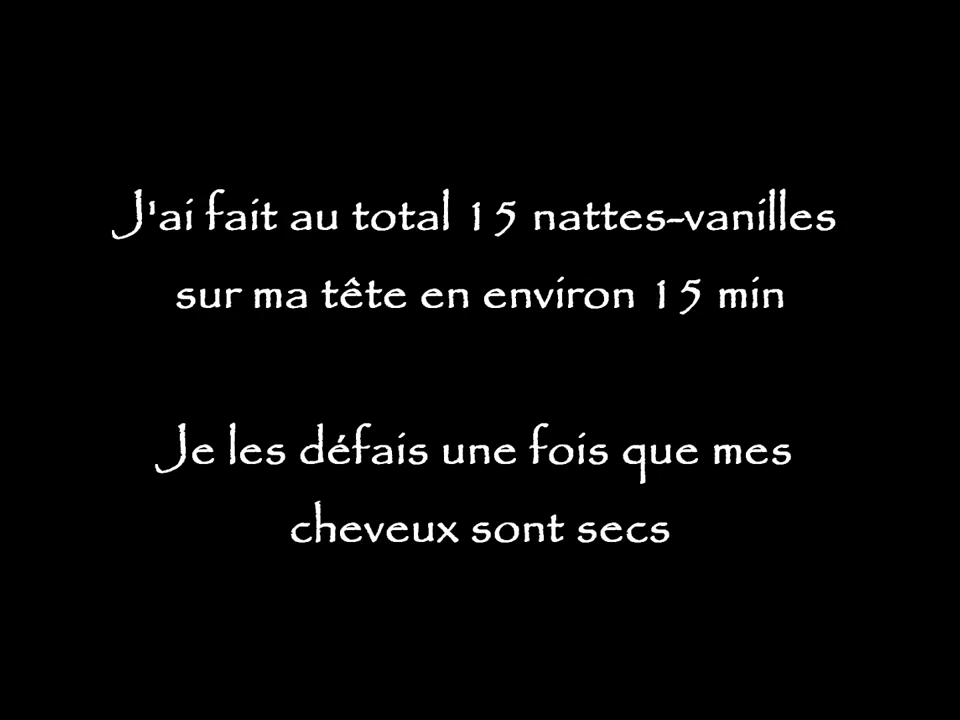 J'ai fait au total 15 nattes-vanilles
sur ma tête en environ 15 min
Je les défais une fois que mes
cheveux sont secs